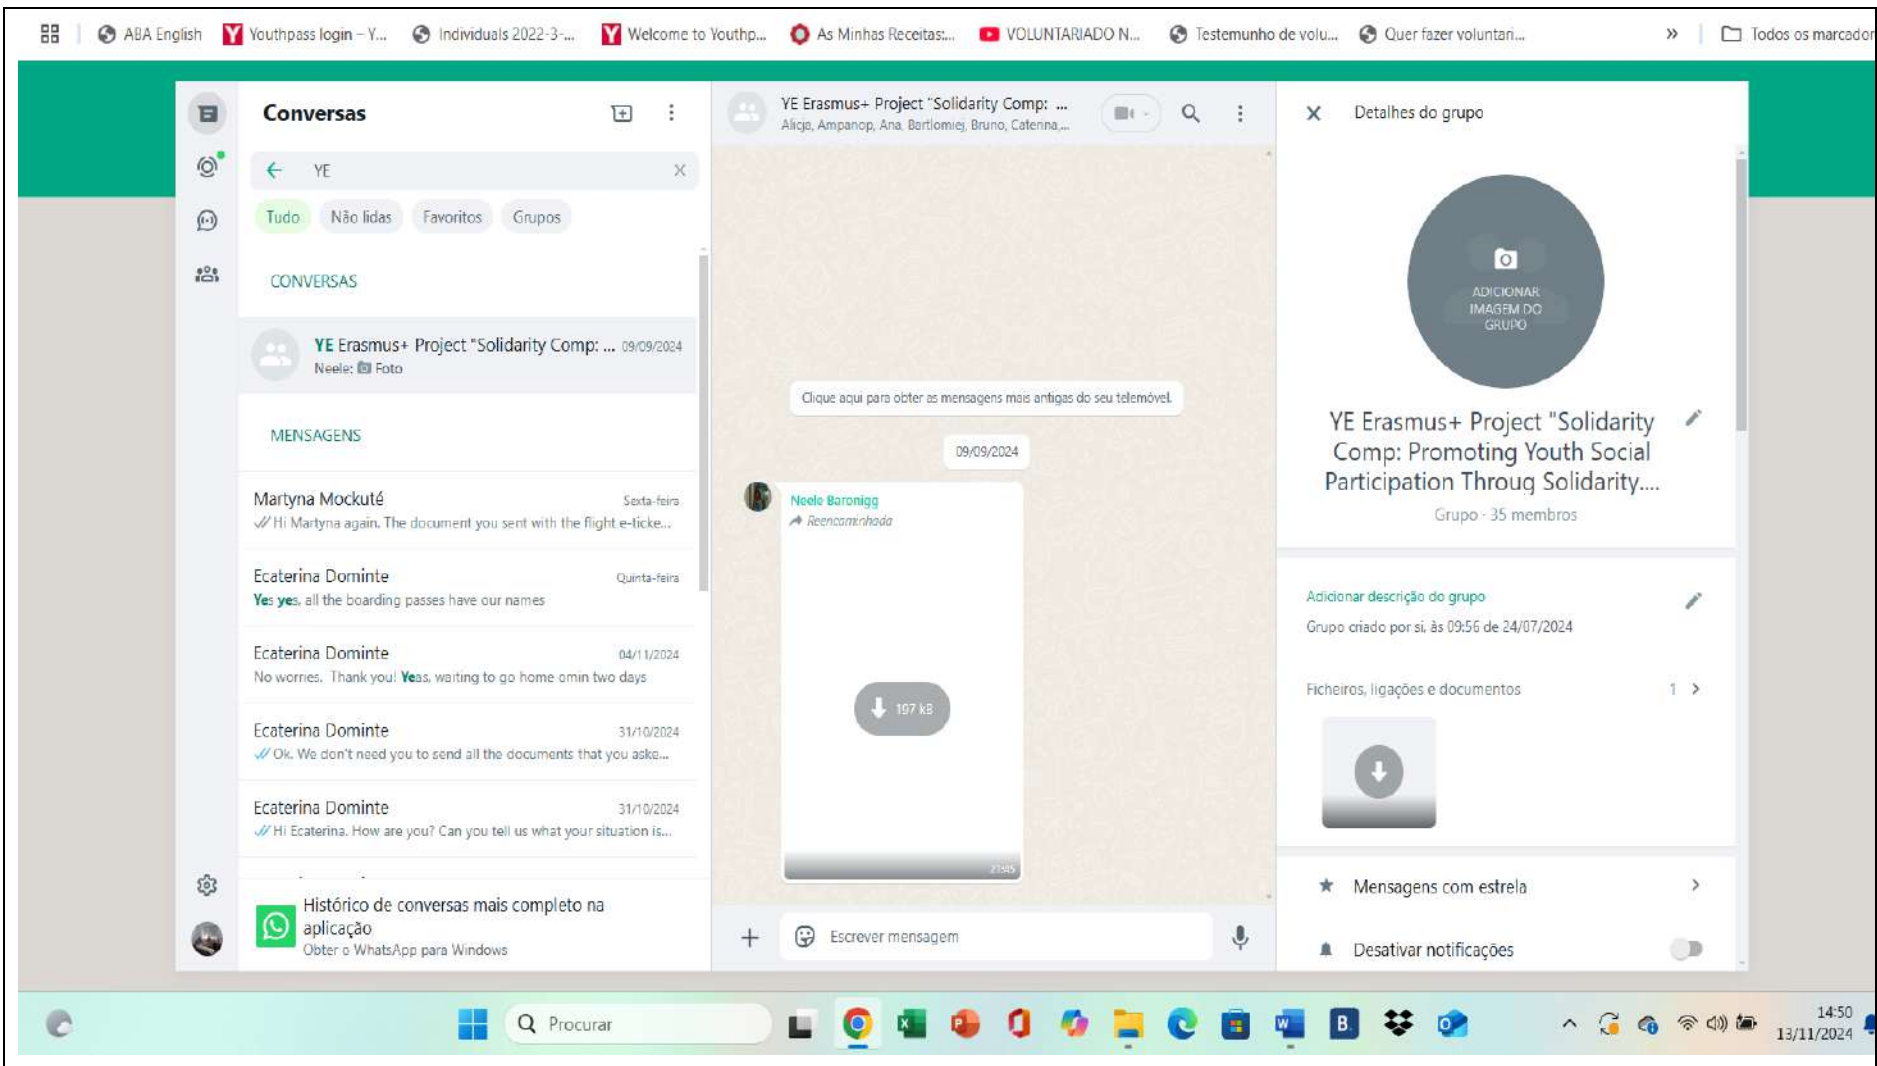 ABA English
Youthpass login – Y...
Individuals 2022-3-...
Welcome to Youthp...
As Minhas Receitas:...
VOLUNTARIADO N...
Testemunho de volu...
Quer fazer voluntari...
»
Todos os marcador
Conversas
YE
Tudo
Não lidas
Favoritos
Grupos
CONVERSAS
YE Erasmus+ Project "Solidarity Comp: ... 09/09/2024
Neele: Foto
MENSAGENS
Martyna Mockuté Sexta-feira
Hi Martyna again. The document you sent with the flight e-ticke...
Ecaterina Dominte Quinta-feira
Yes yes, all the boarding passes have our names
Ecaterina Dominte 04/11/2024
No worries. Thank you! Yeas, waiting to go home omin two days
Ecaterina Dominte 31/10/2024
Ok. We don't need you to send all the documents that you aske...
Ecaterina Dominte 31/10/2024
Hi Ecaterina. How are you? Can you tell us what your situation is...
Histórico de conversas mais completo na
aplicação
Obter o WhatsApp para Windows
YE Erasmus+ Project "Solidarity Comp: ...
Alicja, Ampanop, Ana, Bartlomiej, Bruno, Caterina,...
Clique aqui para obter as mensagens mais antigas do seu telemóvel.
09/09/2024
Neele Baronigg
Reencaminhada
197 kB
21:45
Escrever mensagem
Detalhes do grupo
ADICIONAR
IMAGEM DO
GRUPO
YE Erasmus+ Project "Solidarity
Comp: Promoting Youth Social
Participation Throug Solidarity....
Grupo · 35 membros
Adicionar descrição do grupo
Grupo criado por si, às 09:56 de 24/07/2024
Ficheiros, ligações e documentos 1
Mensagens com estrela
Desativar notificações
Procurar
B.
14:50
13/11/2024